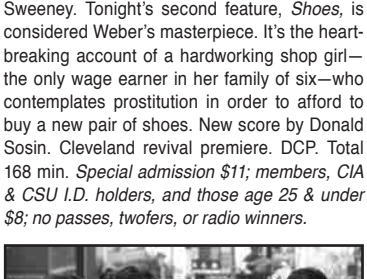 Sweeney. Tonight’s second feature, Shoes, is
considered Weber’s masterpiece. It’s the heart-
breaking account of a hardworking shop girl—
the only wage earner in her family of six—who
contemplates prostitution in order to afford to
buy a new pair of shoes. New score by Donald
Sosin. Cleveland revival premiere. DCP. Total
168 min. Special admission $11; members, CIA
& CSU I.D. holders, and those age 25 & under
$8; no passes, twofers, or radio winners.